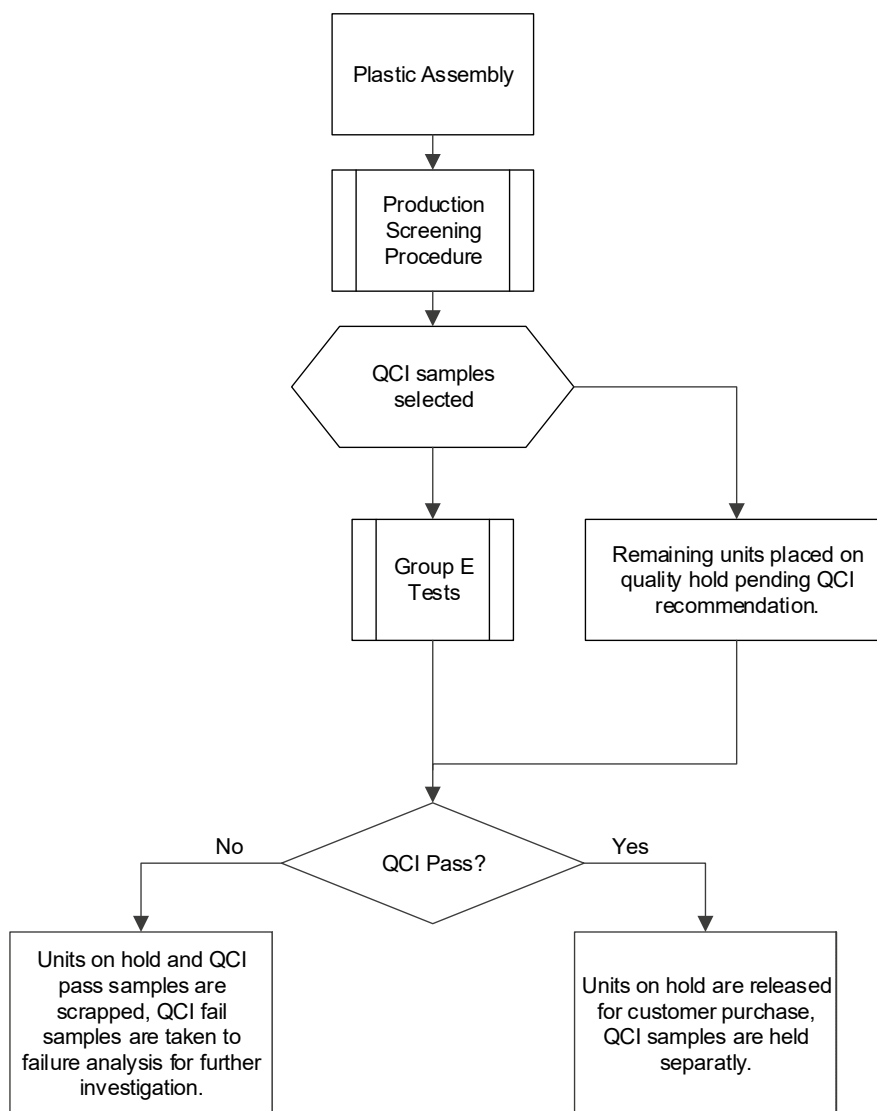 Plastic Assembly
Production
Screening
Procedure
QCI samples
selected
Group E
Tests
Remaining units placed on
quality hold pending QCI
recommendation.
QCI Pass?
No
Yes
Units on hold and QCI
pass samples are
scrapped, QCI fail
samples are taken to
failure analysis for further
investigation.
Units on hold are released
for customer purchase,
QCI samples are held
separatly.